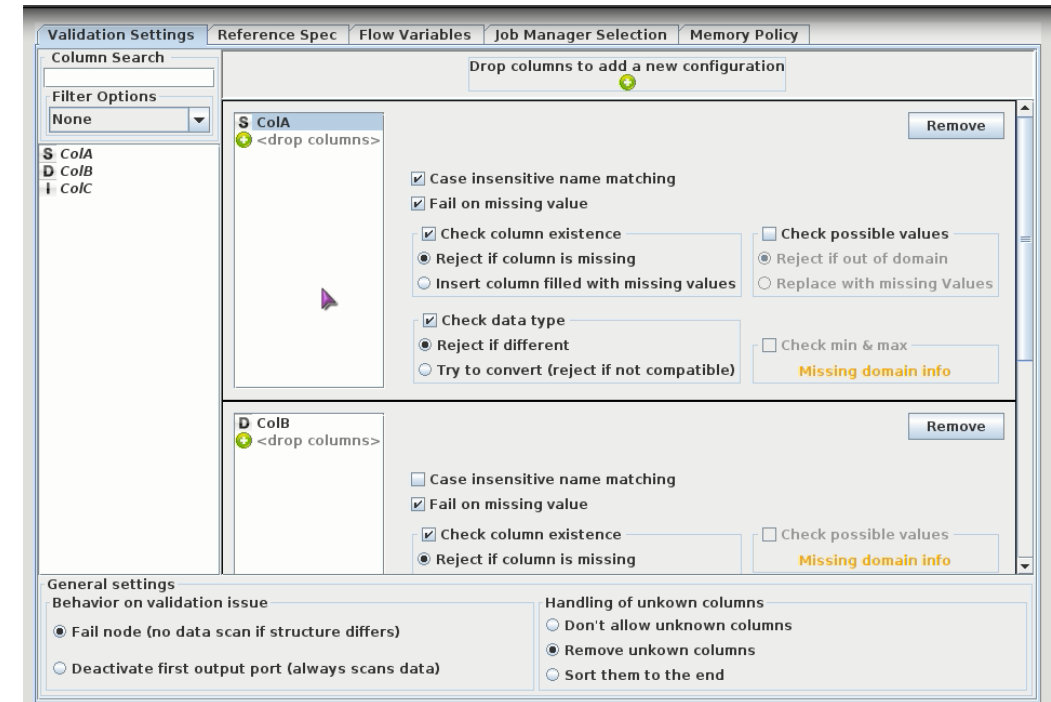 Validation Settings
Reference Spec
Flow Variables
Job Manager Selection
Memory Policy
Column Search
Filter Options
None
S ColA
D ColB
I ColC
Drop columns to add a new configuration
S ColA
<drop columns>
Remove
Case insensitive name matching
Fail on missing value
Check column existence
Reject if column is missing
Insert column filled with missing values
Check possible values
Reject if out of domain
Replace with missing Values
Check data type
Reject if different
Try to convert (reject if not compatible)
Check min & max
Missing domain info
D ColB
<drop columns>
Remove
Case insensitive name matching
Fail on missing value
Check column existence
Reject if column is missing
Check possible values
Missing domain info
General settings
Behavior on validation issue
Fail node (no data scan if structure differs)
Deactivate first output port (always scans data)
Handling of unkown columns
Don't allow unknown columns
Remove unkown columns
Sort them to the end